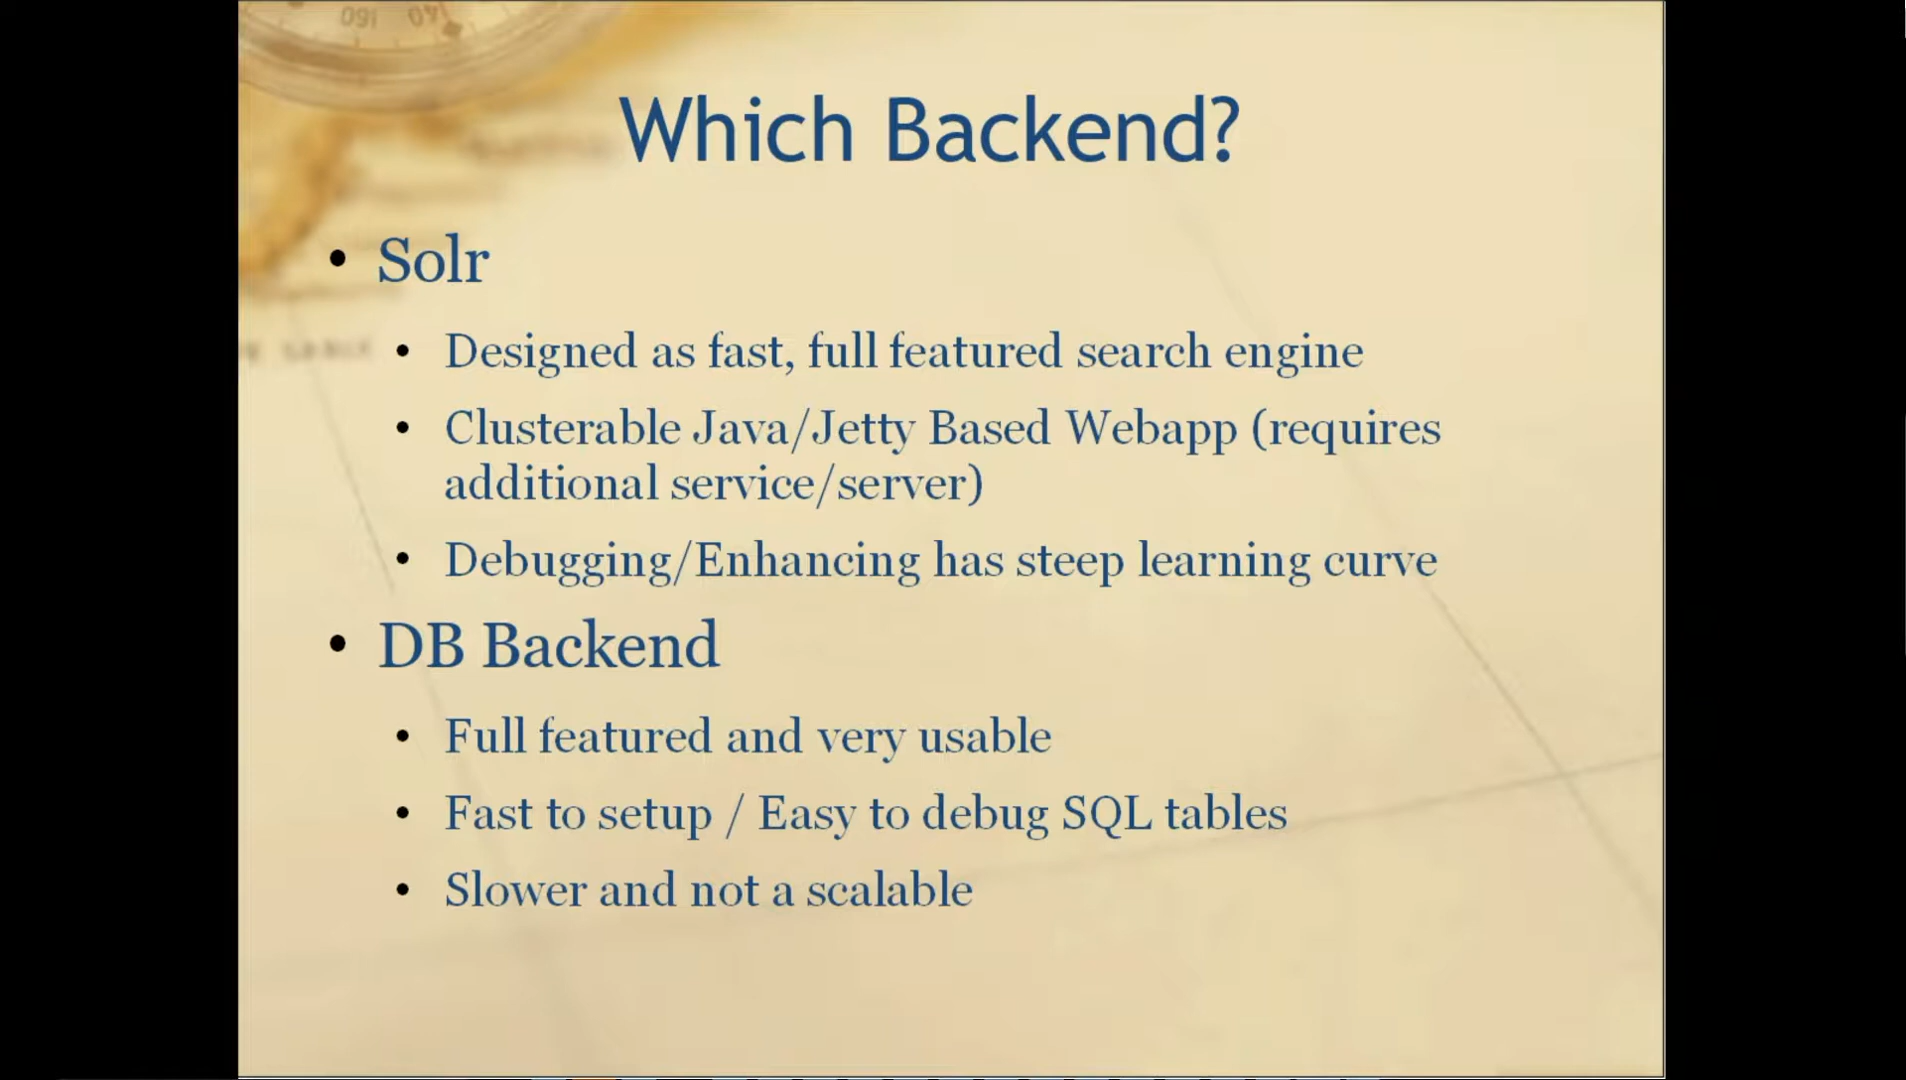 Which Backend?
• Solr
• Designed as fast, full featured search engine
• Clusterable Java/Jetty Based Webapp (requires
additional service/server)
• Debugging/Enhancing has steep learning curve
• DB Backend
• Full featured and very usable
• Fast to setup / Easy to debug SQL tables
• Slower and not a scalable